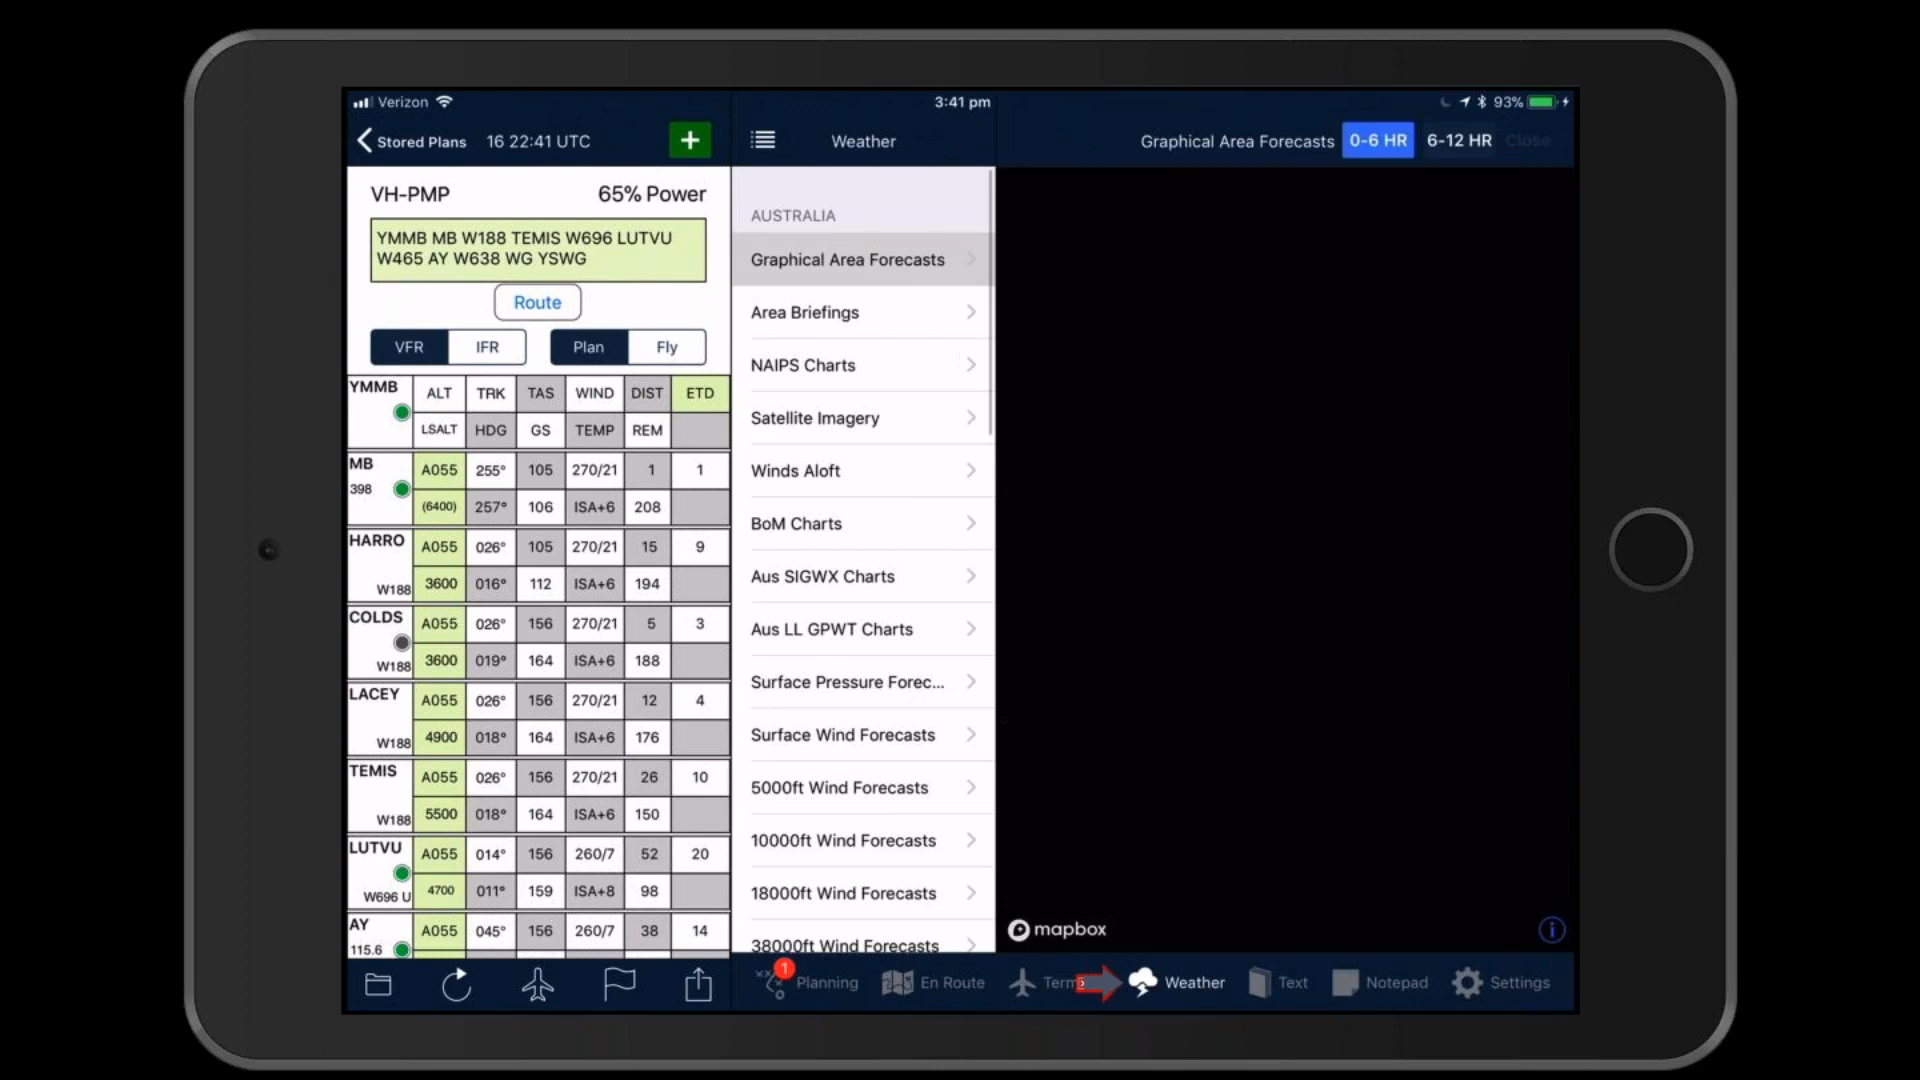 Verizon
3:41 pm
93%
Stored Plans 16 22:41 UTC +
Weather
Graphical Area Forecasts 0-6 HR 6-12 HR Close
VH-PMP 65% Power
YMMB MB W188 TEMIS W696 LUTVU
W465 AY W638 WG YSWG
Route
VFR IFR Plan Fly
YMMB ALT TRK TAS WIND DIST ETD
LSALT HDG GS TEMP REM
MB A055 255° 105 270/21 1 1
398 (6400) 257° 106 ISA+6 208
HARRO A055 026° 105 270/21 15 9
W188 3600 016° 112 ISA+6 194
COLDS A055 026° 156 270/21 5 3
W188 3600 019° 164 ISA+6 188
LACEY A055 026° 156 270/21 12 4
W188 4900 018° 164 ISA+6 176
TEMIS A055 026° 156 270/21 26 10
W188 5500 018° 164 ISA+6 150
LUTVU A055 014° 156 260/7 52 20
W696 U 4700 011° 159 ISA+8 98
AY A055 045° 156 260/7 38 14
115.6
AUSTRALIA
Graphical Area Forecasts
Area Briefings
NAIPS Charts
Satellite Imagery
Winds Aloft
BoM Charts
Aus SIGWX Charts
Aus LL GPWT Charts
Surface Pressure Forec...
Surface Wind Forecasts
5000ft Wind Forecasts
10000ft Wind Forecasts
18000ft Wind Forecasts
38000ft Wind Forecasts
mapbox
1
Planning En Route Term Weather Text Notepad Settings